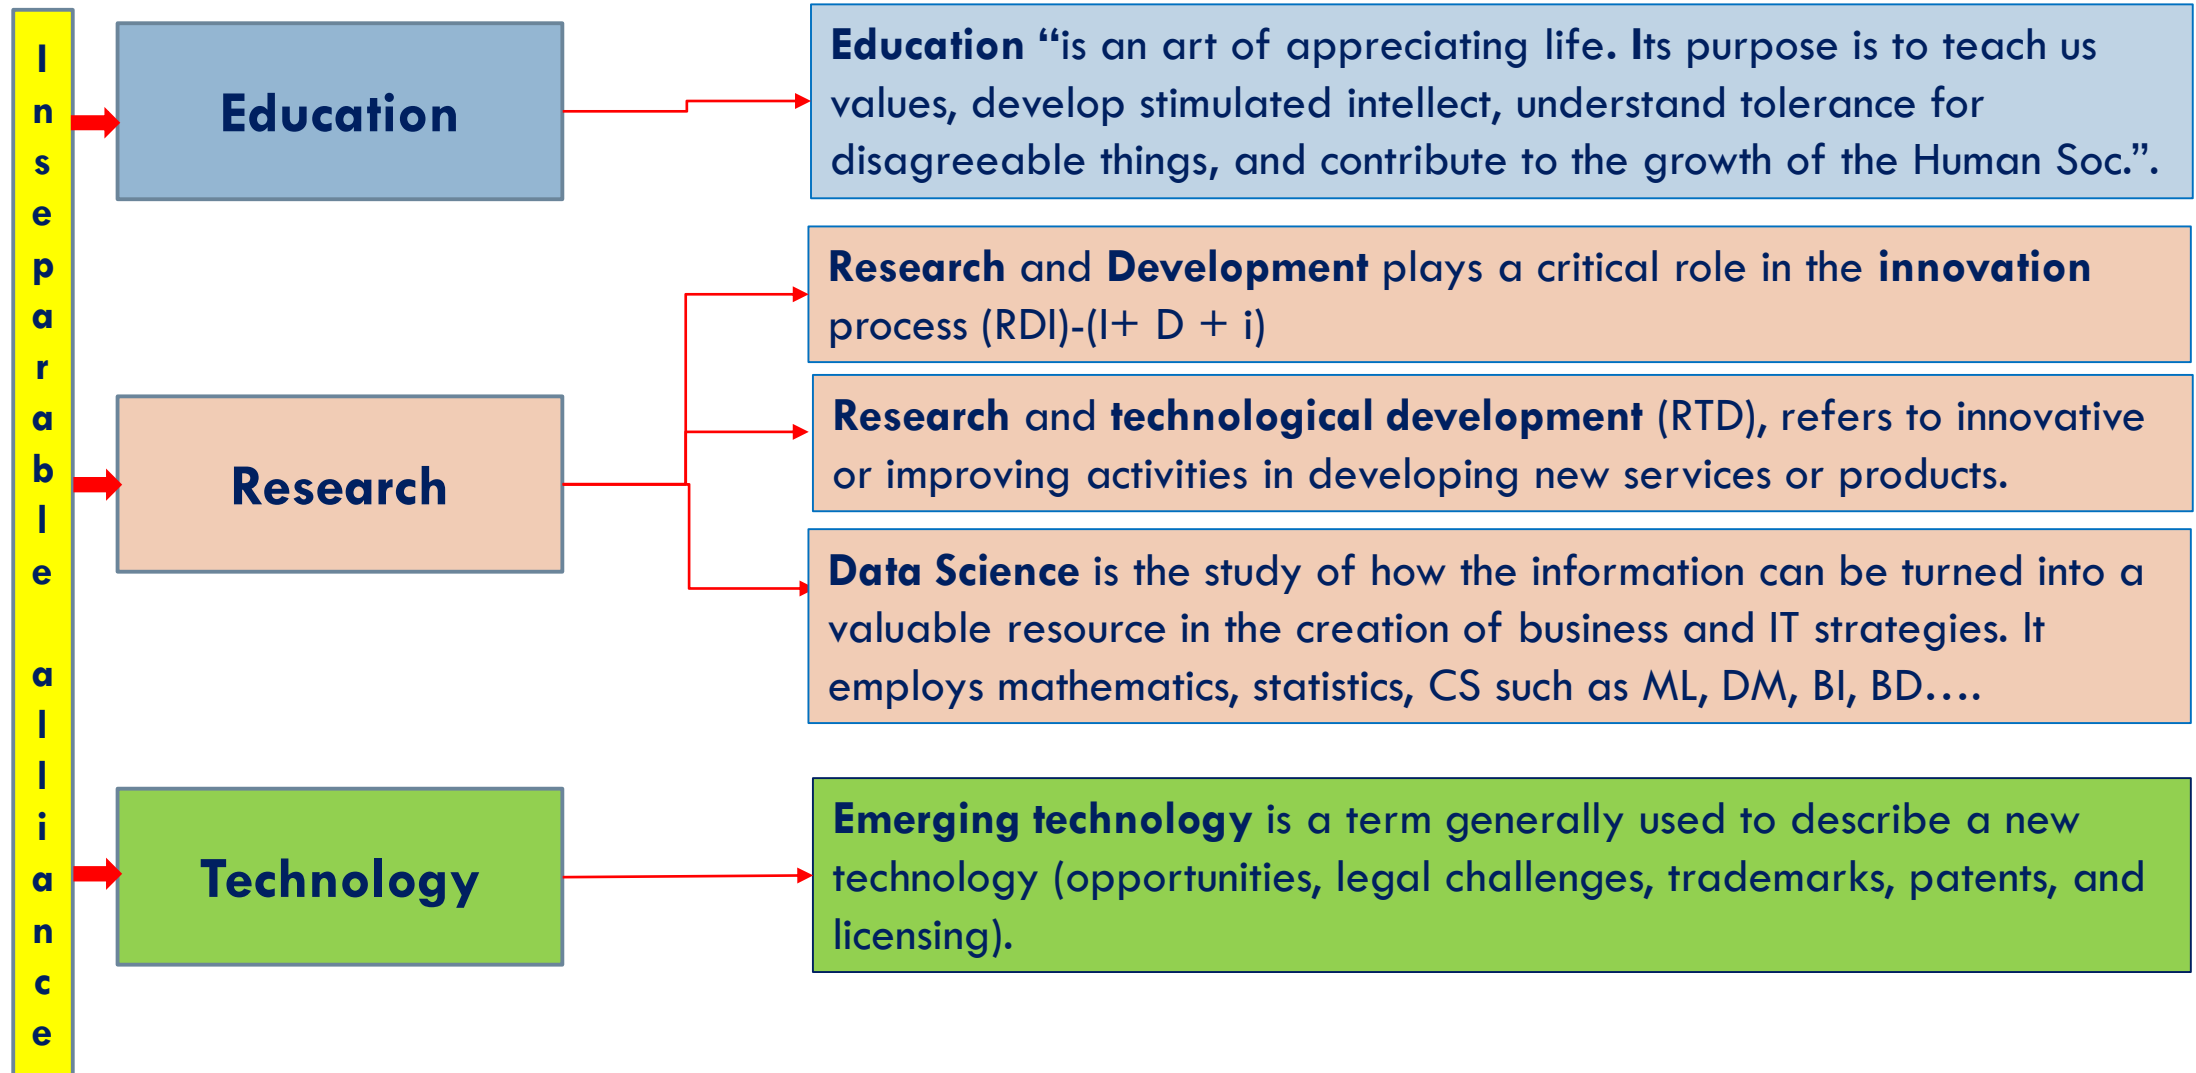 Inseparable alliance
Education
Education “is an art of appreciating life. Its purpose is to teach us
values, develop stimulated intellect, understand tolerance for
disagreeable things, and contribute to the growth of the Human Soc.”.
Research
Research and Development plays a critical role in the innovation
process (RDI)-(I+ D + i)
Research and technological development (RTD), refers to innovative
or improving activities in developing new services or products.
Data Science is the study of how the information can be turned into a
valuable resource in the creation of business and IT strategies. It
employs mathematics, statistics, CS such as ML, DM, BI, BD....
Technology
Emerging technology is a term generally used to describe a new
technology (opportunities, legal challenges, trademarks, patents, and
licensing).